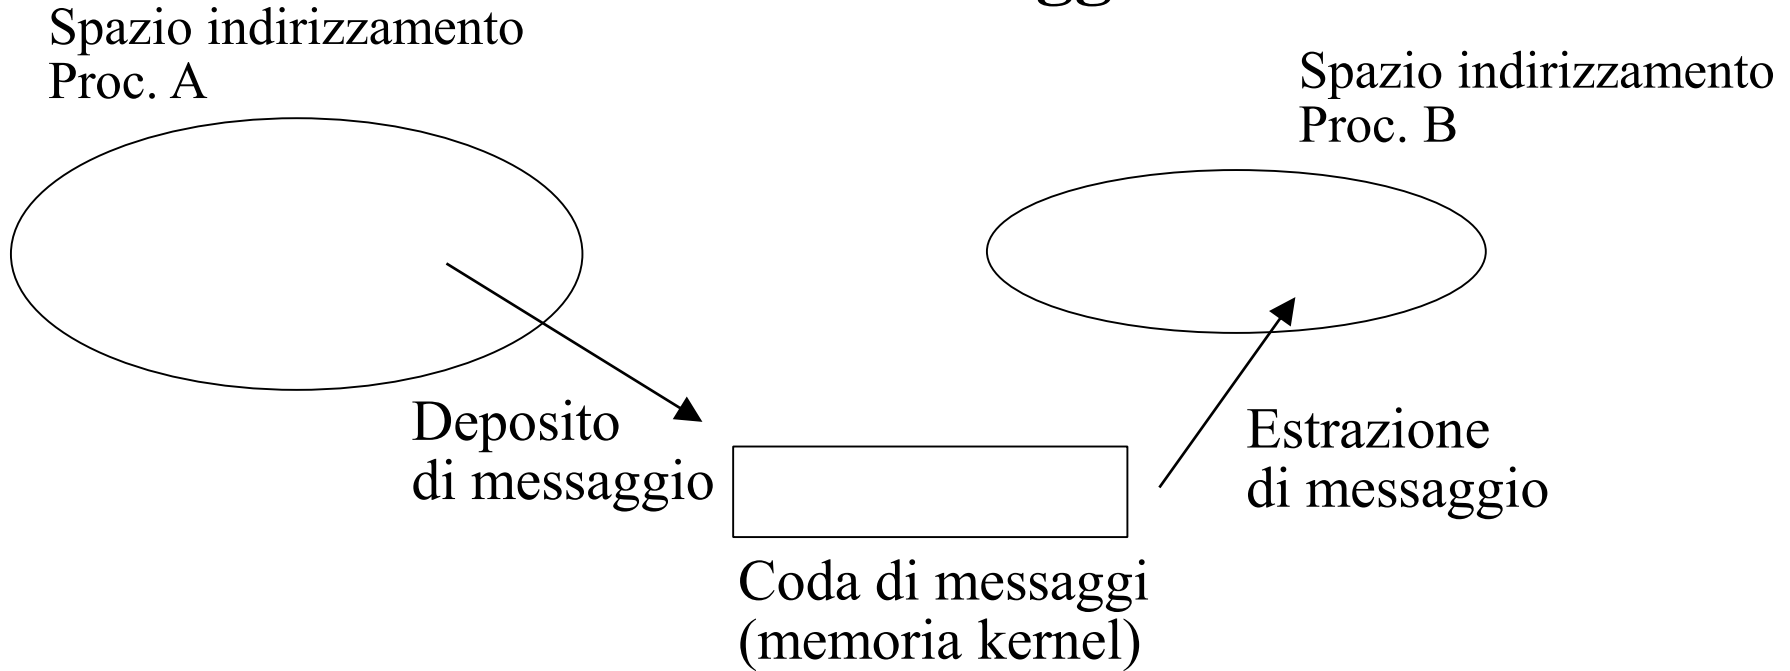 Spazio indirizzamento
Proc. A
Spazio indirizzamento
Proc. B
Deposito
di messaggio
Estrazione
di messaggio
Coda di messaggi
(memoria kernel)